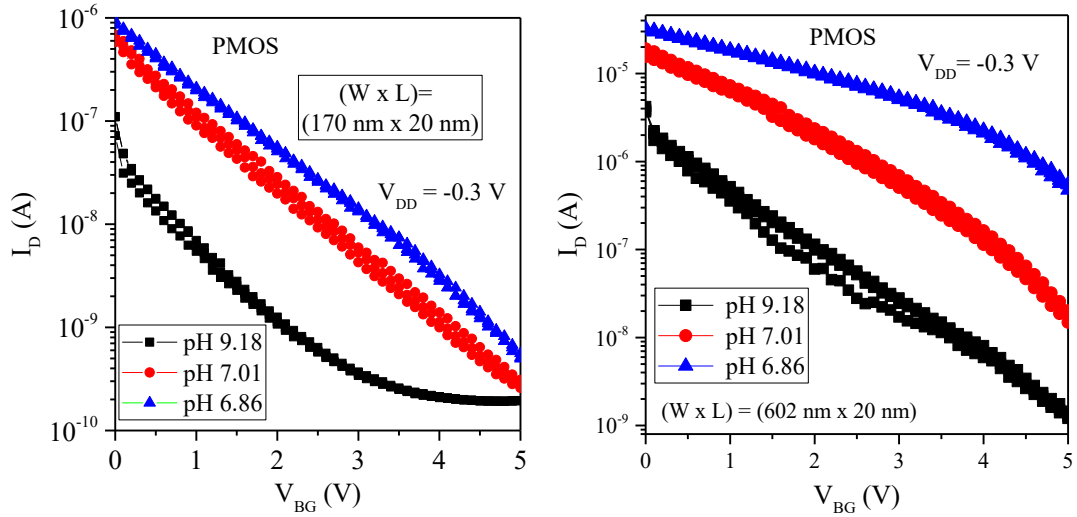 PMOS
(W x L)=
(170 nm x 20 nm)
V_DD = -0.3 V
I_D (A)
10^-6
10^-7
10^-8
10^-9
10^-10
pH 9.18
pH 7.01
pH 6.86
0 1 2 3 4 5
V_BG (V)
PMOS
V_DD= -0.3 V
I_D (A)
10^-5
10^-6
10^-7
10^-8
10^-9
pH 9.18
pH 7.01
pH 6.86
(W x L) = (602 nm x 20 nm)
0 1 2 3 4 5
V_BG (V)